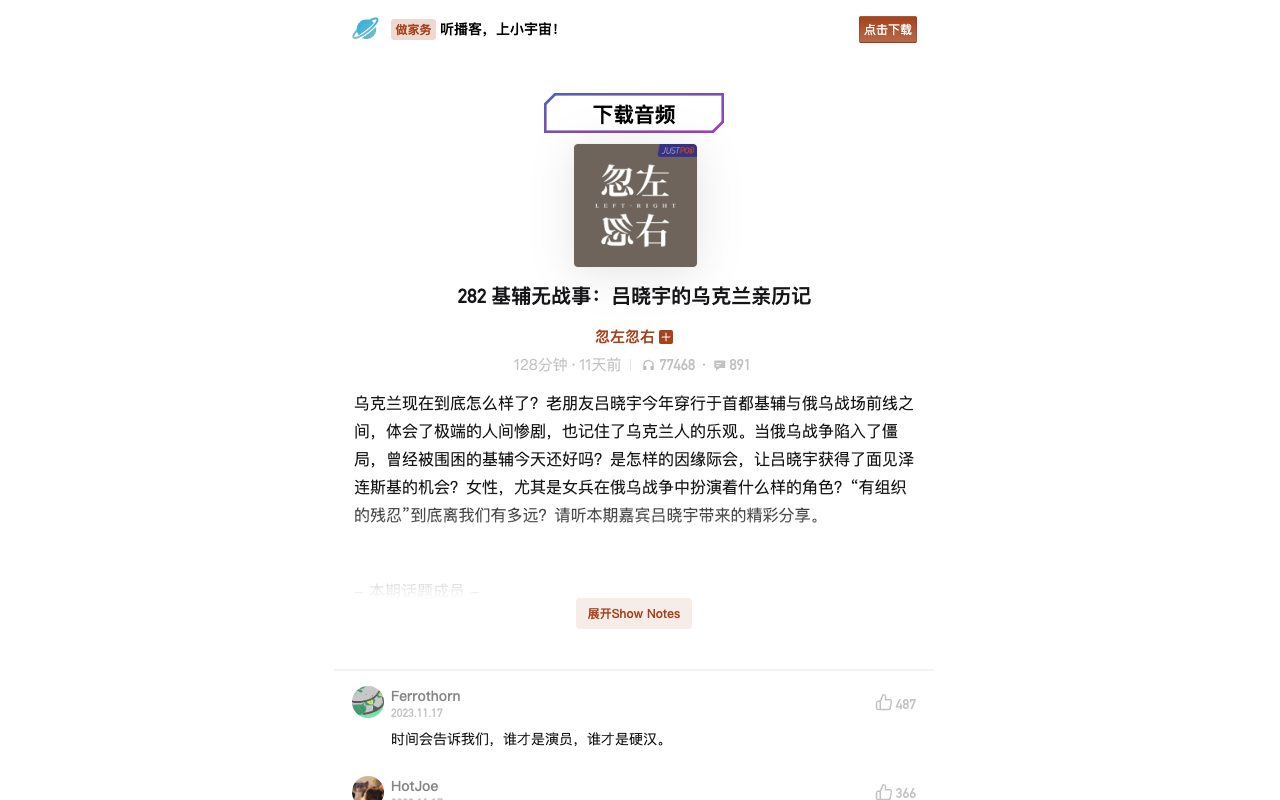 做家务 听播客，上小宇宙！
点击下载
下载音频
JUSTPOD
忽左
LEFT·RIGHT
忽右
282 基辅无战事：吕晓宇的乌克兰亲历记
忽左忽右
128分钟 · 11天前 77468 · 891
乌克兰现在到底怎么样了？老朋友吕晓宇今年穿行于首都基辅与俄乌战场前线之
间，体会了极端的人间惨剧，也记住了乌克兰人的乐观。当俄乌战争陷入了僵
局，曾经被围困的基辅今天还好吗？是怎样的因缘际会，让吕晓宇获得了面见泽
连斯基的机会？女性，尤其是女兵在俄乌战争中扮演着什么样的角色？“有组织
的残忍”到底离我们有多远？请听本期嘉宾吕晓宇带来的精彩分享。
– 本期话题成员 –
展开Show Notes
Ferrothorn
487
2023.11.17
时间会告诉我们，谁才是演员，谁才是硬汉。
HotJoe
366